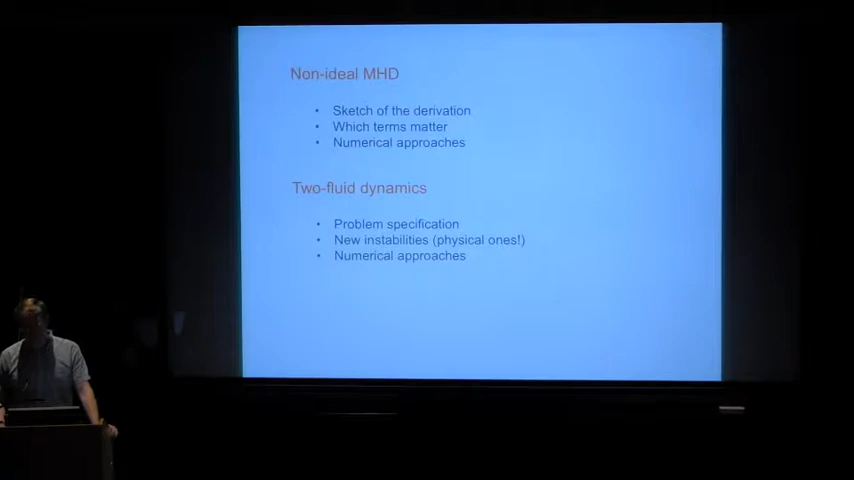 Non-ideal MHD
• Sketch of the derivation
• Which terms matter
• Numerical approaches
Two-fluid dynamics
• Problem specification
• New instabilities (physical ones!)
• Numerical approaches